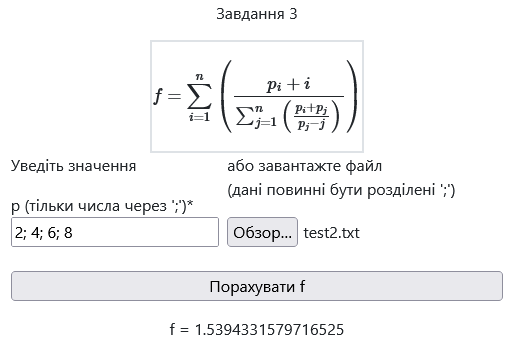 Завдання 3
f = \sum_{i=1}^{n} \left( \frac{p_i + i}{\sum_{j=1}^{n} \left( \frac{p_i + p_j}{p_j - j} \right)} \right)
Уведіть значення
р (тільки числа через ';')*
2; 4; 6; 8
або завантажте файл
(дані повинні бути розділені ';')
Обзор... test2.txt
Порахувати f
f = 1.5394331579716525